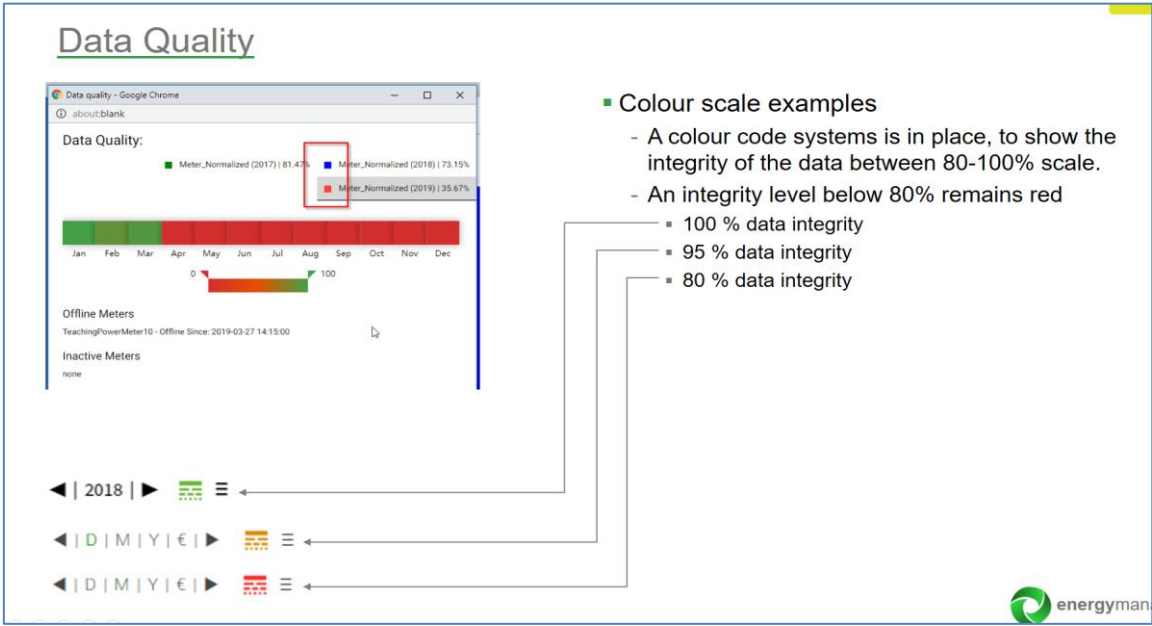 Data Quality
Data quality - Google Chrome
about:blank
Data Quality:
Meter_Normalized (2017) | 81.47% Meter_Normalized (2018) | 73.15%
Meter_Normalized (2019) | 35.67%
Jan Feb Mar Apr May Jun Jul Aug Sep Oct Nov Dec
0 100
Offline Meters
TeachingPowerMeter10 - Offline Since: 2019-03-27 14:15:00
Inactive Meters
none
Colour scale examples
- A colour code systems is in place, to show the
integrity of the data between 80-100% scale.
- An integrity level below 80% remains red
100 % data integrity
95 % data integrity
80 % data integrity
| 2018 |
| D | M | Y | € |
| D | M | Y | € |
energymana